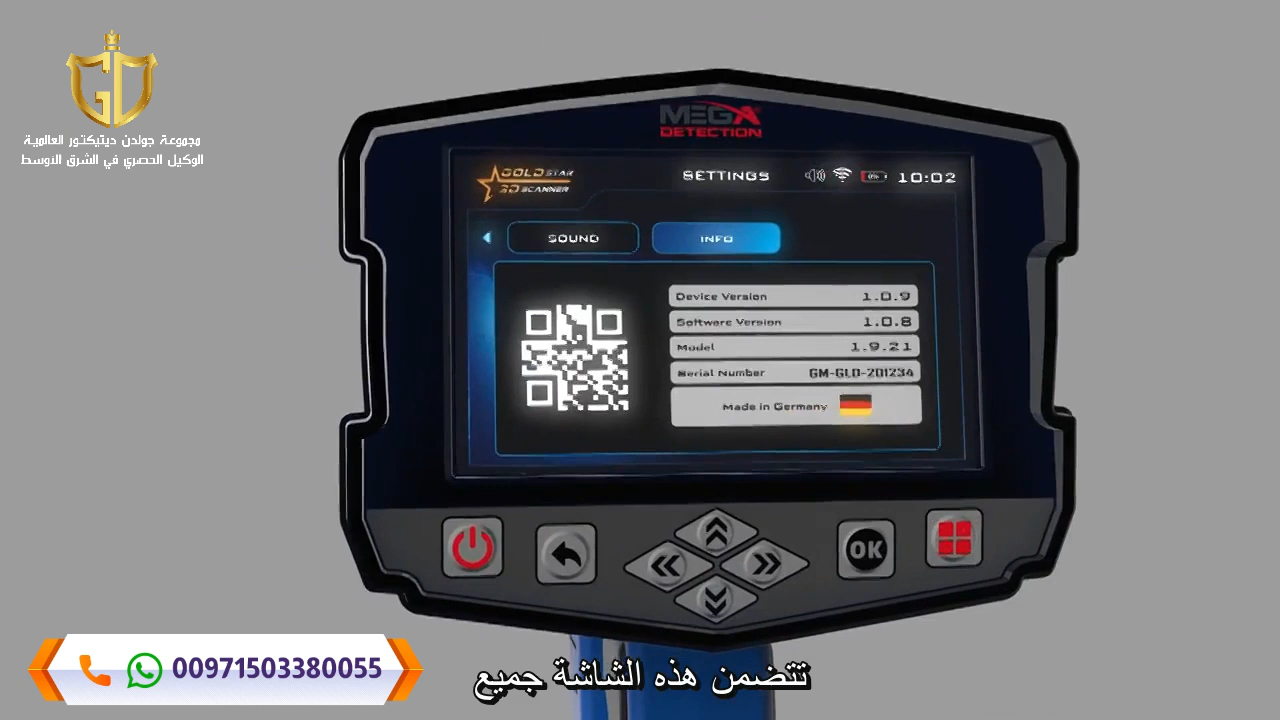 مجموعة جولدن ديتيكتور العالمية
الوكيل الحصري في الشرق الاوسط
MEGA
DETECTION
GOLD STAR
3D SCANNER
SETTINGS
0%
10:02
SOUND
INFO
Device Version 1.0.9
Software Version 1.0.8
Model 1.9.21
Serial Number GM-GLD-201234
Made in Germany
OK
00971503380055
تتضمن هذه الشاشة جميع